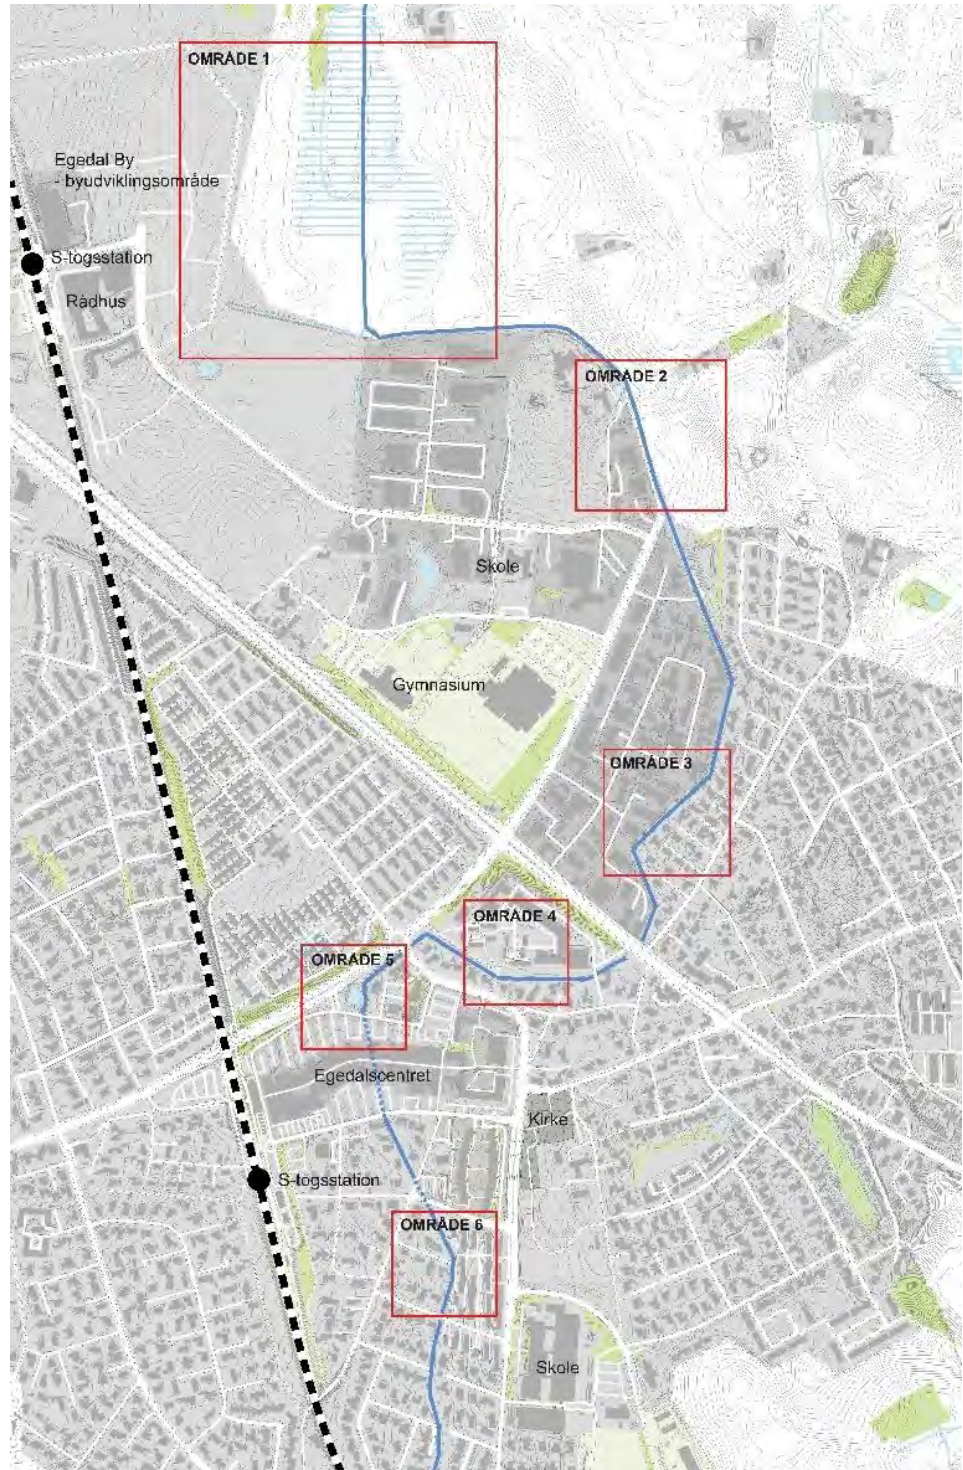 OMRÅDE 1
Egedal By
- byudviklingsområde
S-togsstation
Rådhus
OMRÅDE 2
Skole
Gymnasium
OMRÅDE 3
OMRÅDE 4
OMRÅDE 5
Egedalscentret
Kirke
S-togsstation
OMRÅDE 6
Skole